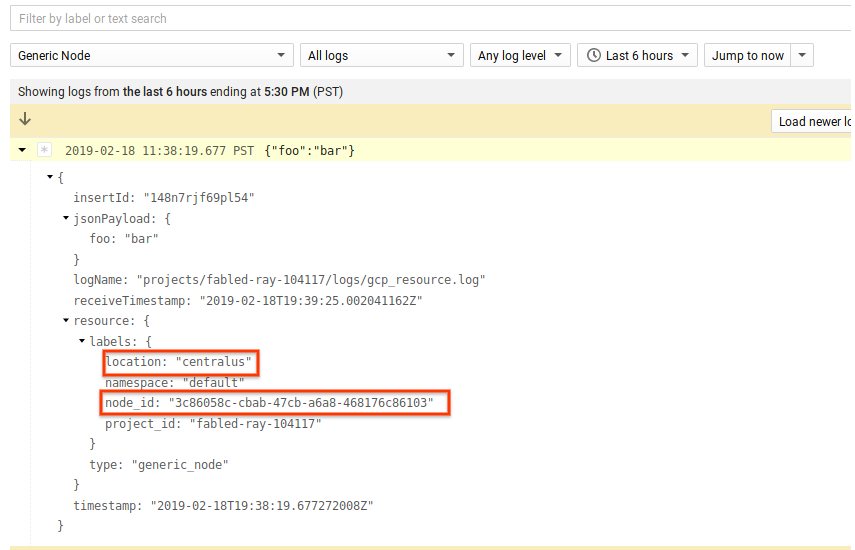 Filter by label or text search
Generic Node All logs Any log level Last 6 hours Jump to now
Showing logs from the last 6 hours ending at 5:30 PM (PST)
Load newer lo
* 2019-02-18 11:38:19.677 PST {"foo":"bar"}
{
insertId: "148n7rjf69pl54"
jsonPayload: {
foo: "bar"
}
logName: "projects/fabled-ray-104117/logs/gcp_resource.log"
receiveTimestamp: "2019-02-18T19:39:25.002041162Z"
resource: {
labels: {
location: "centralus"
namespace: "default"
node_id: "3c86058c-cbab-47cb-a6a8-468176c86103"
project_id: "fabled-ray-104117"
}
type: "generic_node"
}
timestamp: "2019-02-18T19:38:19.677272008Z"
}